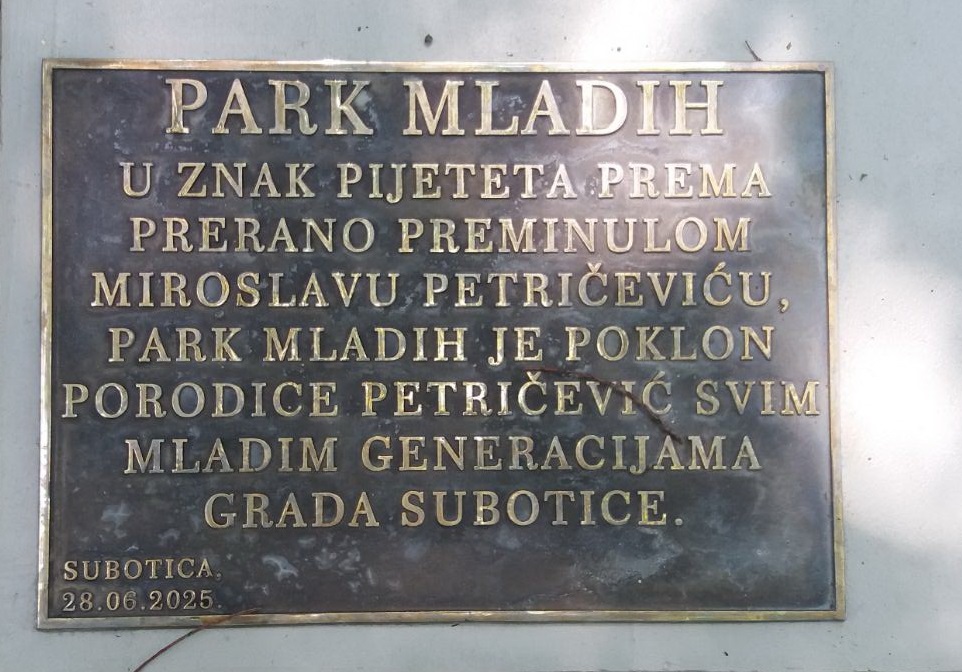 PARK MLADIH
U ZNAK PIJETETA PREMA
PRERANO PREMINULOM
MIROSLAVU PETRIČEVIĆU,
PARK MLADIH JE POKLON
PORODICE PETRIČEVIĆ SVIM
MLADIM GENERACIJAMA
GRADA SUBOTICE.
SUBOTICA,
28.06.2025.